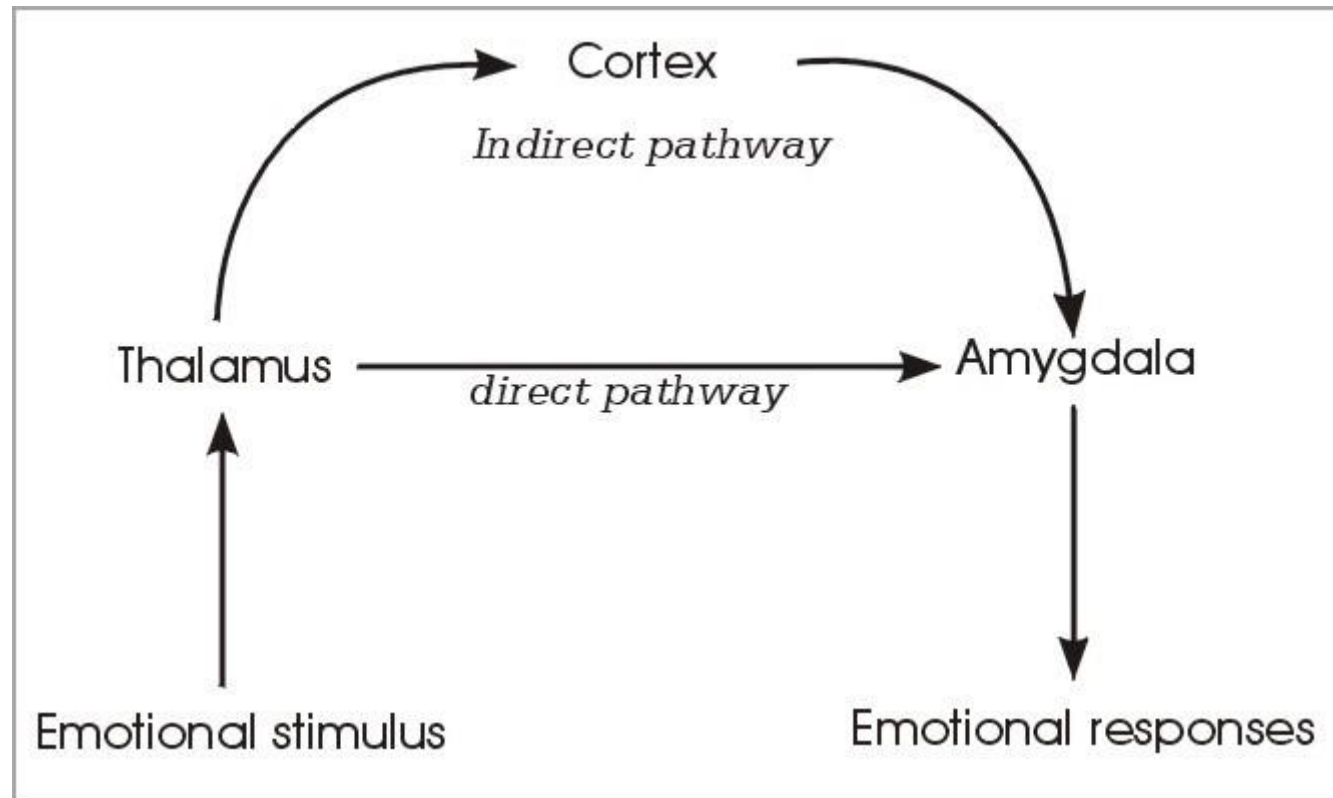 Cortex
Indirect pathway
Thalamus
Amygdala
direct pathway
Emotional stimulus
Emotional responses